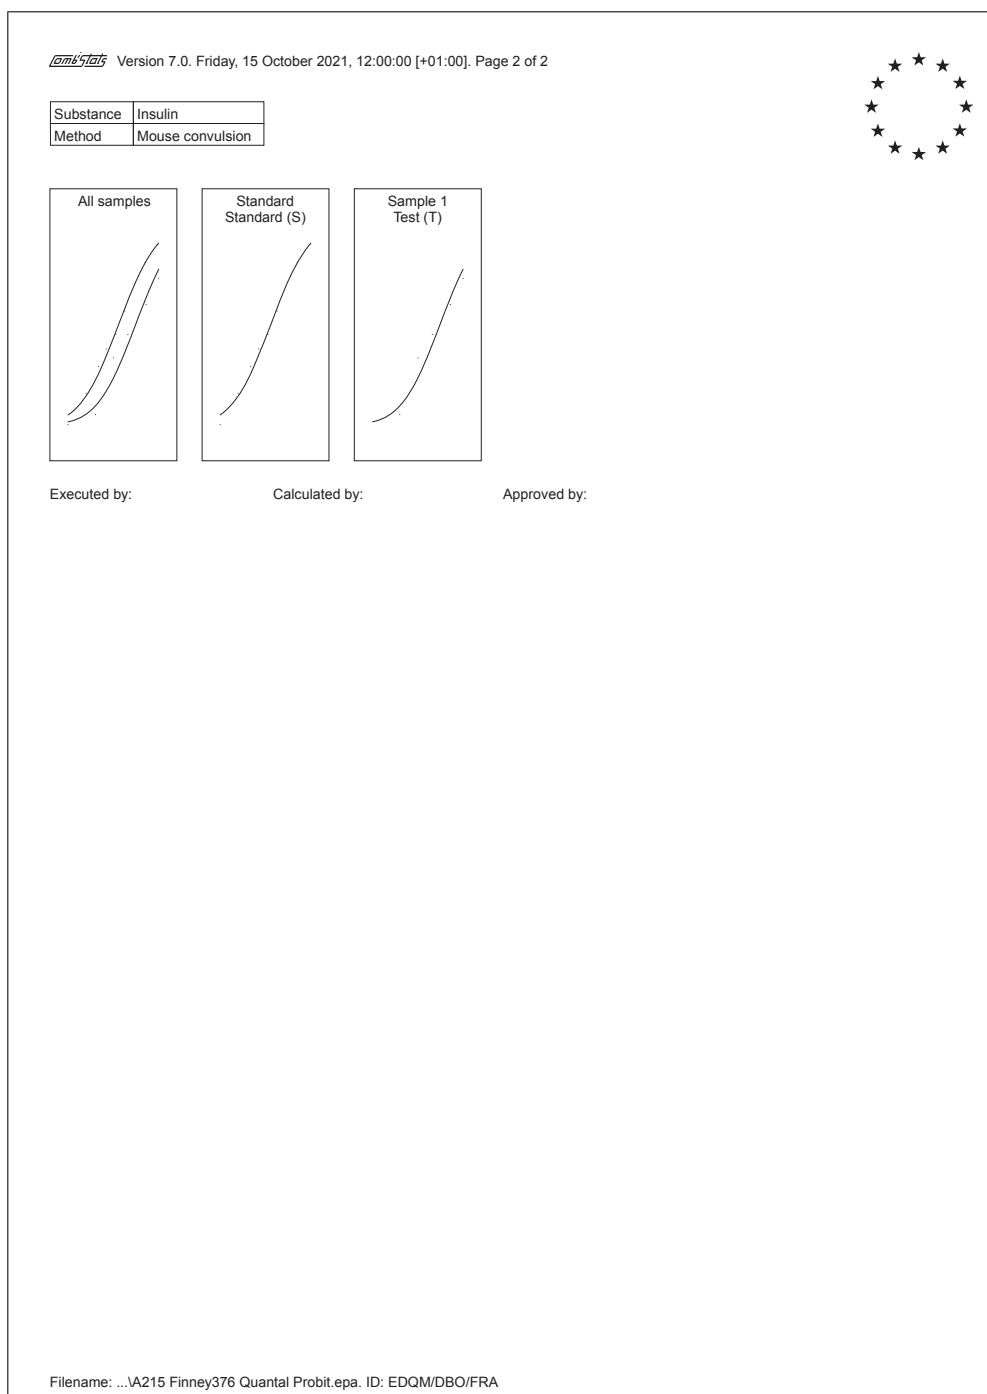 CombiStats Version 7.0. Friday, 15 October 2021, 12:00:00 [+01:00]. Page 2 of 2
Substance Insulin
Method Mouse convulsion
All samples
Standard
Standard (S)
Sample 1
Test (T)
Executed by: Calculated by: Approved by:
Filename: ...\A215 Finney376 Quantal Probit.epa. ID: EDQM/DBO/FRA